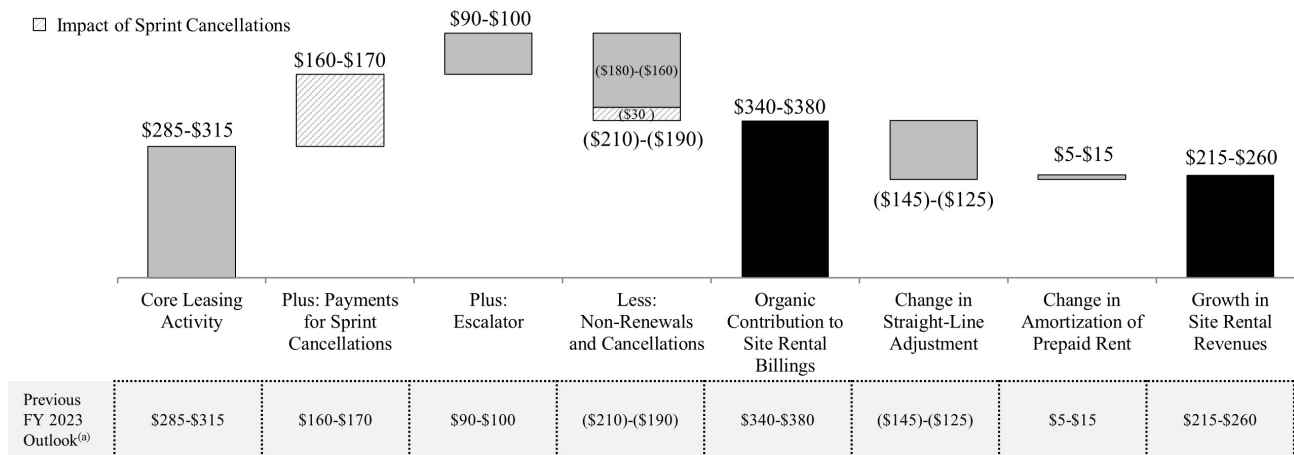 Impact of Sprint Cancellations
$285-$315
$160-$170
$90-$100
($180)-($160)
($30 )
($210)-($190)
$340-$380
($145)-($125)
$5-$15
$215-$260
Core Leasing
Activity
Plus: Payments
for Sprint
Cancellations
Plus:
Escalator
Less:
Non-Renewals
and Cancellations
Organic
Contribution to
Site Rental
Billings
Change in
Straight-Line
Adjustment
Change in
Amortization of
Prepaid Rent
Growth in
Site Rental
Revenues
Previous
FY 2023
Outlook(a)
$285-$315
$160-$170
$90-$100
($210)-($190)
$340-$380
($145)-($125)
$5-$15
$215-$260